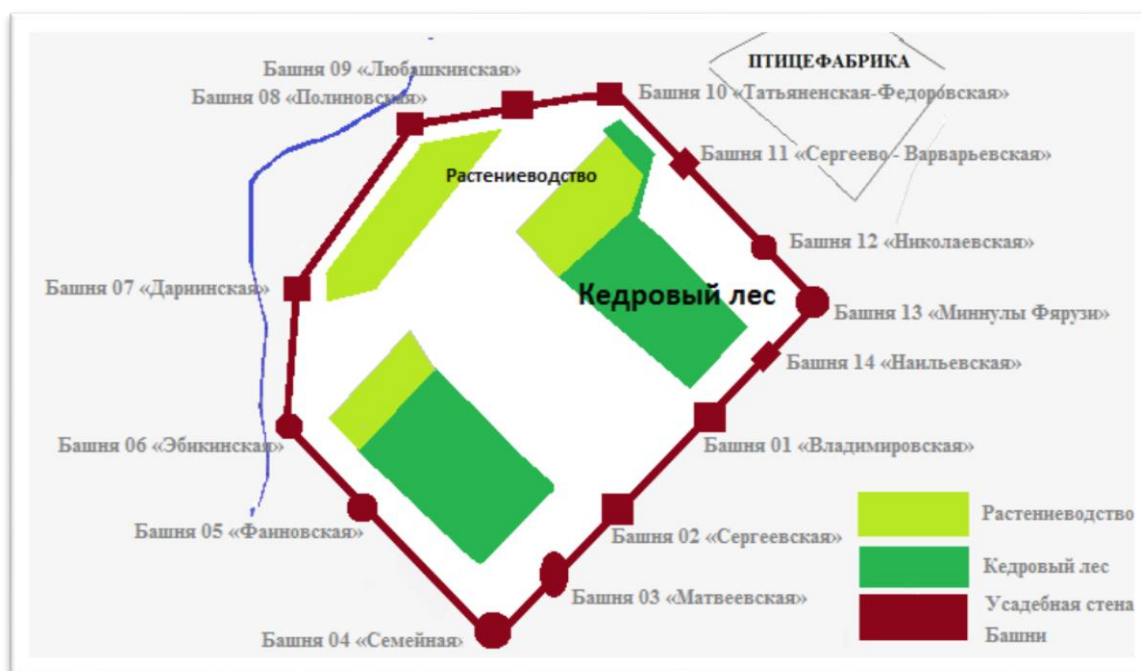 ПТИЦЕФАБРИКА
Башня 09 «Любашкинская»
Башня 08 «Полиновская»
Башня 10 «Татьяненская-Федоровская»
Башня 11 «Сергеево - Варварьевская»
Растениеводство
Башня 12 «Николаевская»
Башня 07 «Дариинская»
Кедровый лес
Башня 13 «Миннулы Фярузи»
Башня 14 «Наильевская»
Башня 06 «Эбикинская»
Башня 01 «Владимировская»
Башня 05 «Фаиновская»
Башня 02 «Сергеевская»
Башня 03 «Матвеевская»
Башня 04 «Семейная»
Растениеводство
Кедровый лес
Усадебная стена
Башни